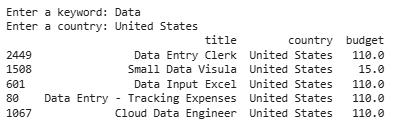 Enter a keyword: Data
Enter a country: United States
title country budget
2449 Data Entry Clerk United States 110.0
1508 Small Data Visula United States 15.0
601 Data Input Excel United States 110.0
80 Data Entry - Tracking Expenses United States 110.0
1067 Cloud Data Engineer United States 110.0